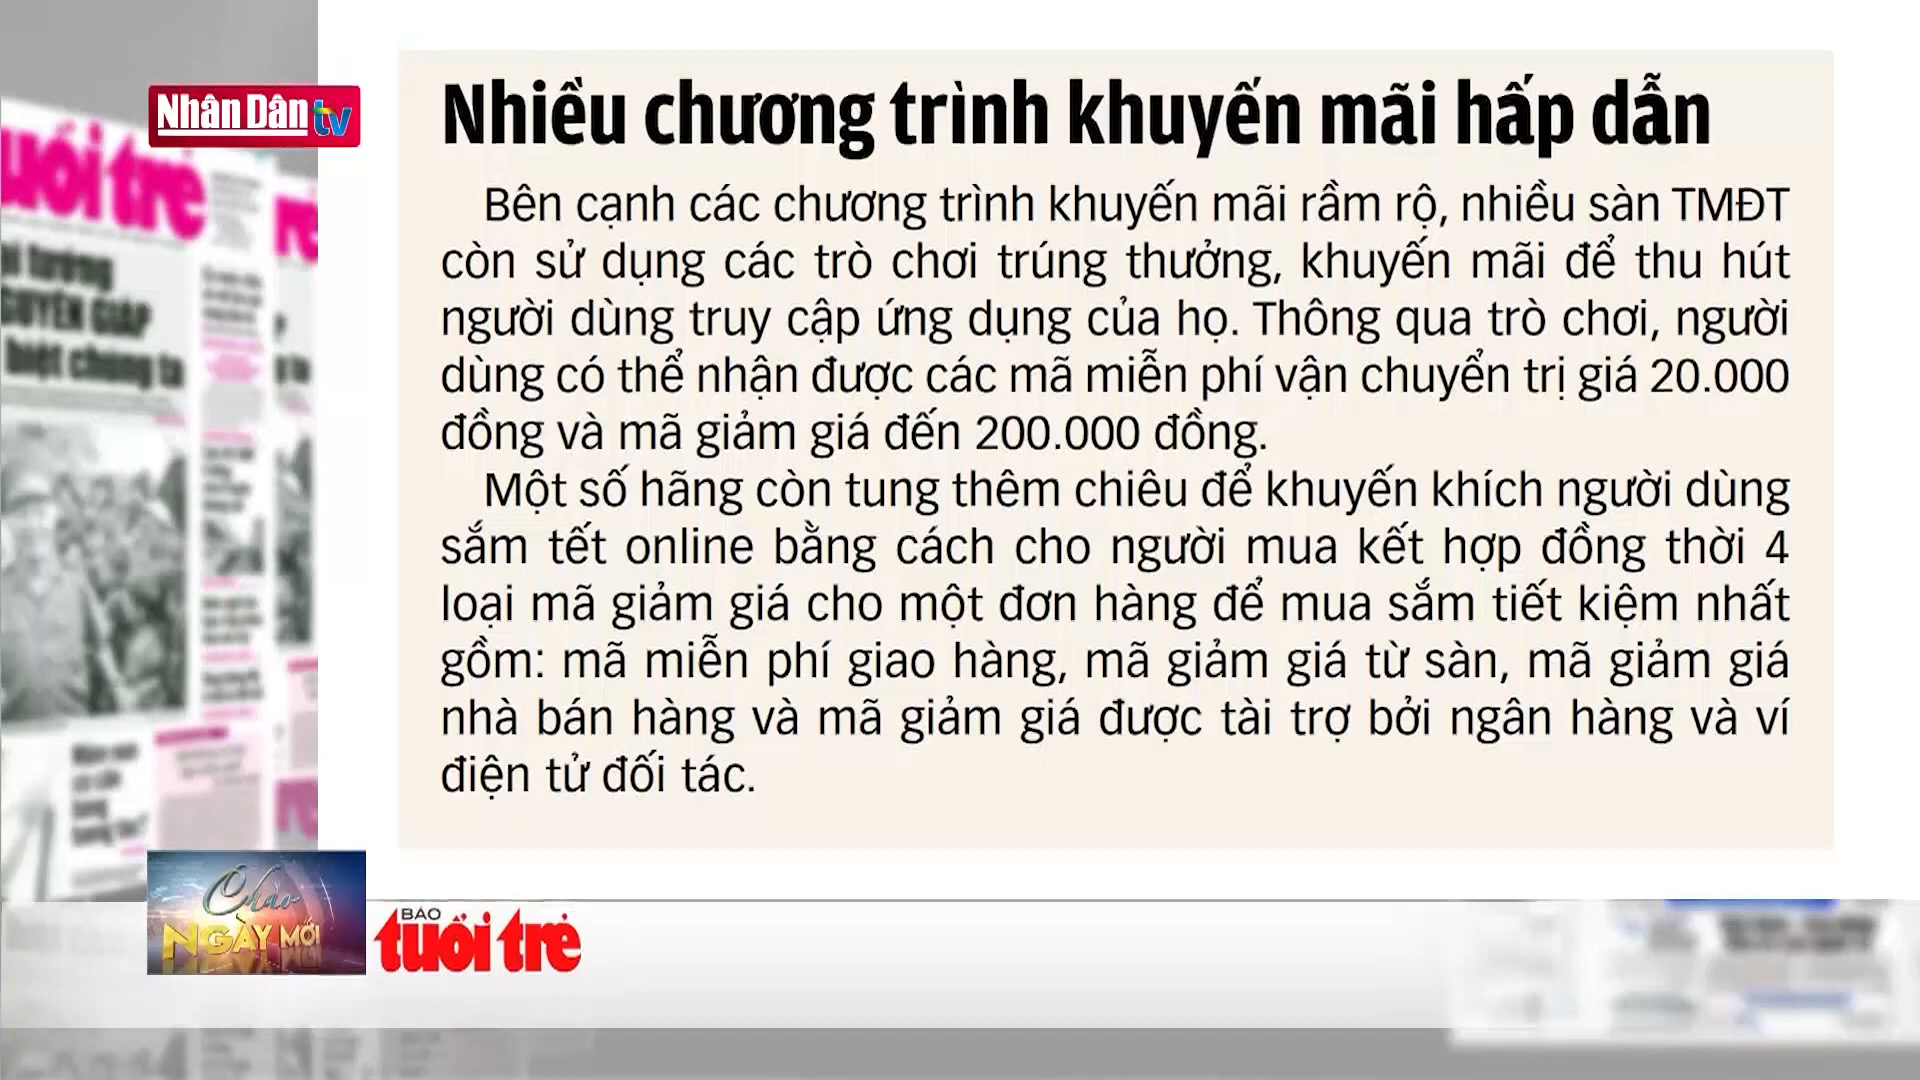 Nhân Dân tv
Nhiều chương trình khuyến mãi hấp dẫn
Bên cạnh các chương trình khuyến mãi rầm rộ, nhiều sàn TMĐT
còn sử dụng các trò chơi trúng thưởng, khuyến mãi để thu hút
người dùng truy cập ứng dụng của họ. Thông qua trò chơi, người
dùng có thể nhận được các mã miễn phí vận chuyển trị giá 20.000
đồng và mã giảm giá đến 200.000 đồng.
Một số hãng còn tung thêm chiêu để khuyến khích người dùng
sắm tết online bằng cách cho người mua kết hợp đồng thời 4
loại mã giảm giá cho một đơn hàng để mua sắm tiết kiệm nhất
gồm: mã miễn phí giao hàng, mã giảm giá từ sàn, mã giảm giá
nhà bán hàng và mã giảm giá được tài trợ bởi ngân hàng và ví
điện tử đối tác.
uổi trẻ
GUYÊN GIÁP
biệt chúng ta
Chào
NGÀY MỚI
BÁO
tuổi trẻ